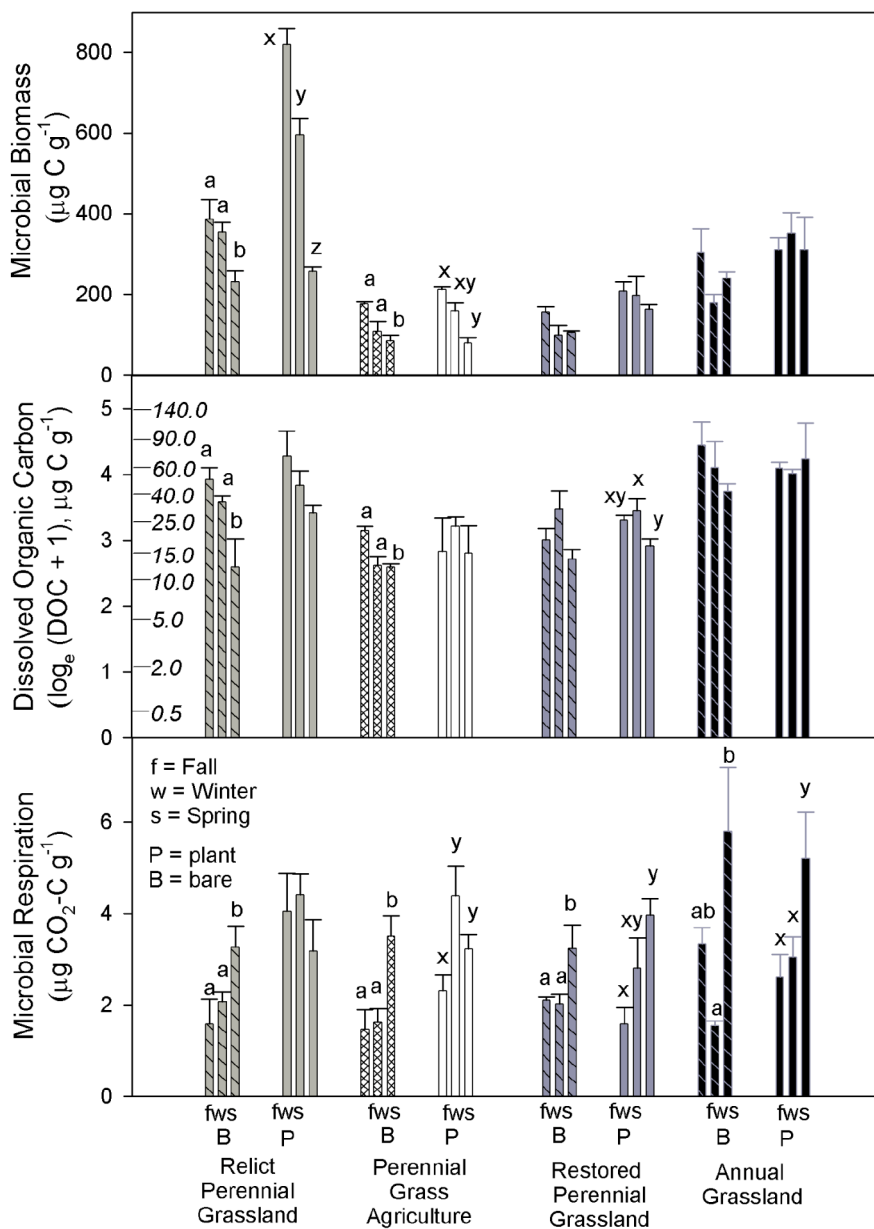 Microbial Biomass
(µg C g⁻¹)
800
600
400
200
0
x
y
a
a
b
z
a
a
b
x
xy
y
Dissolved Organic Carbon
(logₑ (DOC + 1), µg C g⁻¹)
5
4
3
2
1
0
140.0
90.0
60.0
40.0
25.0
15.0
10.0
5.0
2.0
0.5
a
a
b
a
a
b
xy
x
y
Microbial Respiration
(µg CO₂-C g⁻¹)
6
4
2
0
f = Fall
w = Winter
s = Spring
P = plant
B = bare
a
a
b
a
a
b
x
y
y
a
a
b
x
xy
y
ab
a
b
x
x
y
fws fws fws fws fws fws fws fws
B P B P B P B P
Relict
Perennial
Grassland
Perennial
Grass
Agriculture
Restored
Perennial
Grassland
Annual
Grassland